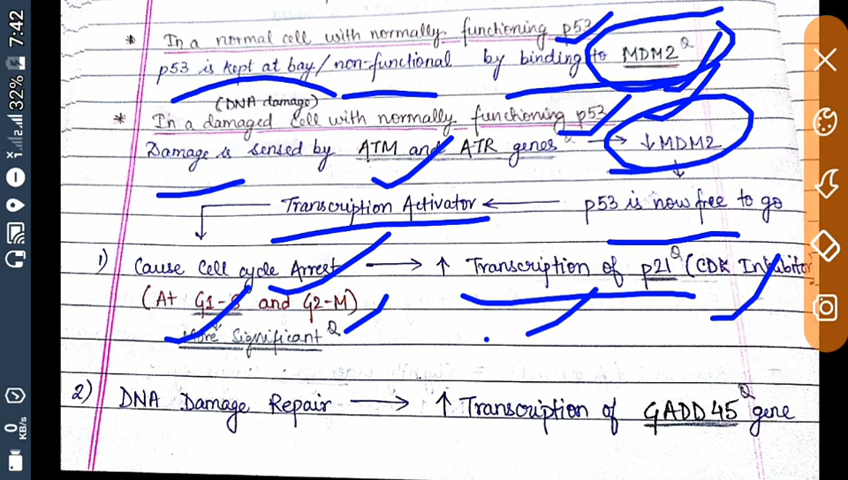 7:42
32%
0
KB/s
* In a normal cell with normally functioning p53
p53 is kept at bay/non-functional by binding to MDM2 Q
(DNA damage)
* In a damaged cell with normally functioning p53
Damage is sensed by ATM and ATR genes Q → ↓ MDM2
↓
Transcription Activator ← p53 is now free to go
1) Cause Cell cycle Arrest → ↑ Transcription of p21 Q (CDK Inhibitor
(At G1-S and G2-M)
More Significant Q
2) DNA Damage Repair → ↑ Transcription of GADD45 Q gene